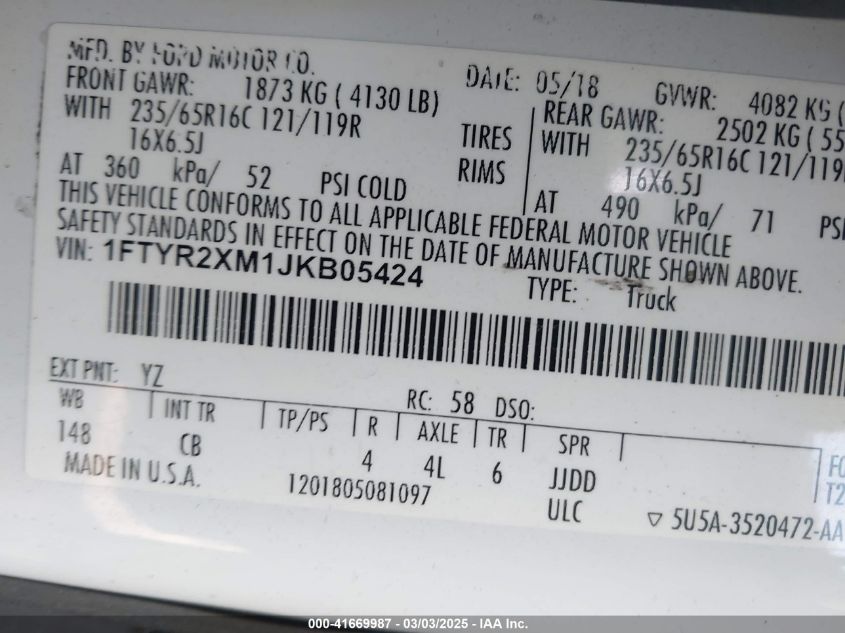 MFD. BY FORD MOTOR CO.
DATE: 05/18 GVWR: 4082 KG (
FRONT GAWR: 1873 KG ( 4130 LB)
REAR GAWR: 2502 KG ( 55
WITH 235/65R16C 121/119R TIRES
WITH 235/65R16C 121/119R
16X6.5J RIMS
16X6.5J
AT 360 kPa/ 52 PSI COLD
AT 490 kPa/ 71 PSI
THIS VEHICLE CONFORMS TO ALL APPLICABLE FEDERAL MOTOR VEHICLE
SAFETY STANDARDS IN EFFECT ON THE DATE OF MANUFACTURE SHOWN ABOVE.
VIN: 1FTYR2XM1JKB05424
TYPE: Truck
EXT PNT: YZ RC: 58 DSO:
WB INT TR TP/PS R AXLE TR SPR
148 CB 4 4L 6 JJDD
MADE IN U.S.A. 1201805081097 ULC
▽ 5U5A-3520472-AA
000-41669987 - 03/03/2025 - IAA Inc.